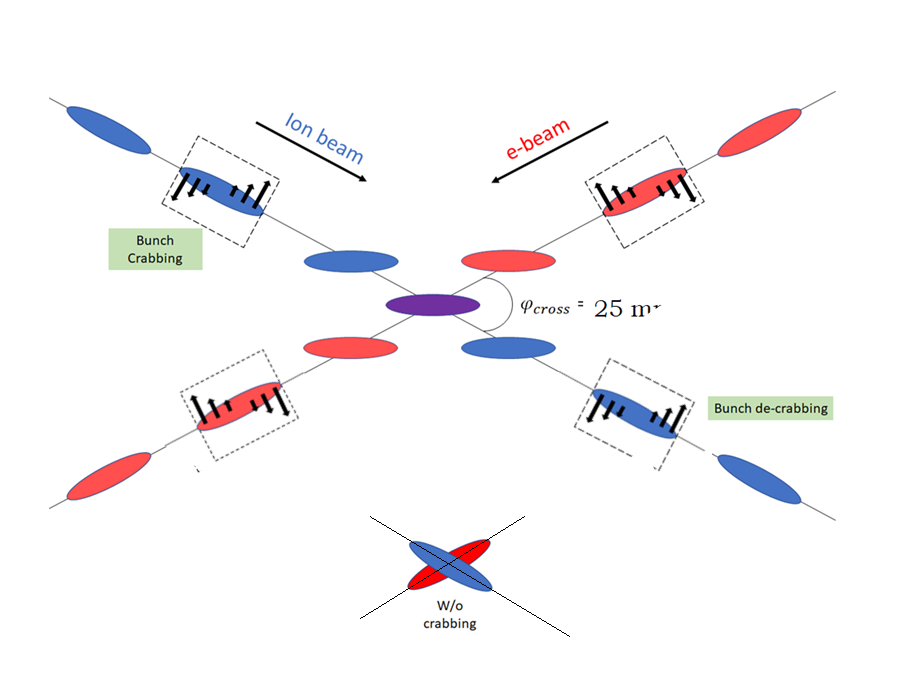 Ion beam
e-beam
Bunch
Crabbing
φcross = 25
Bunch de-crabbing
W/o
crabbing